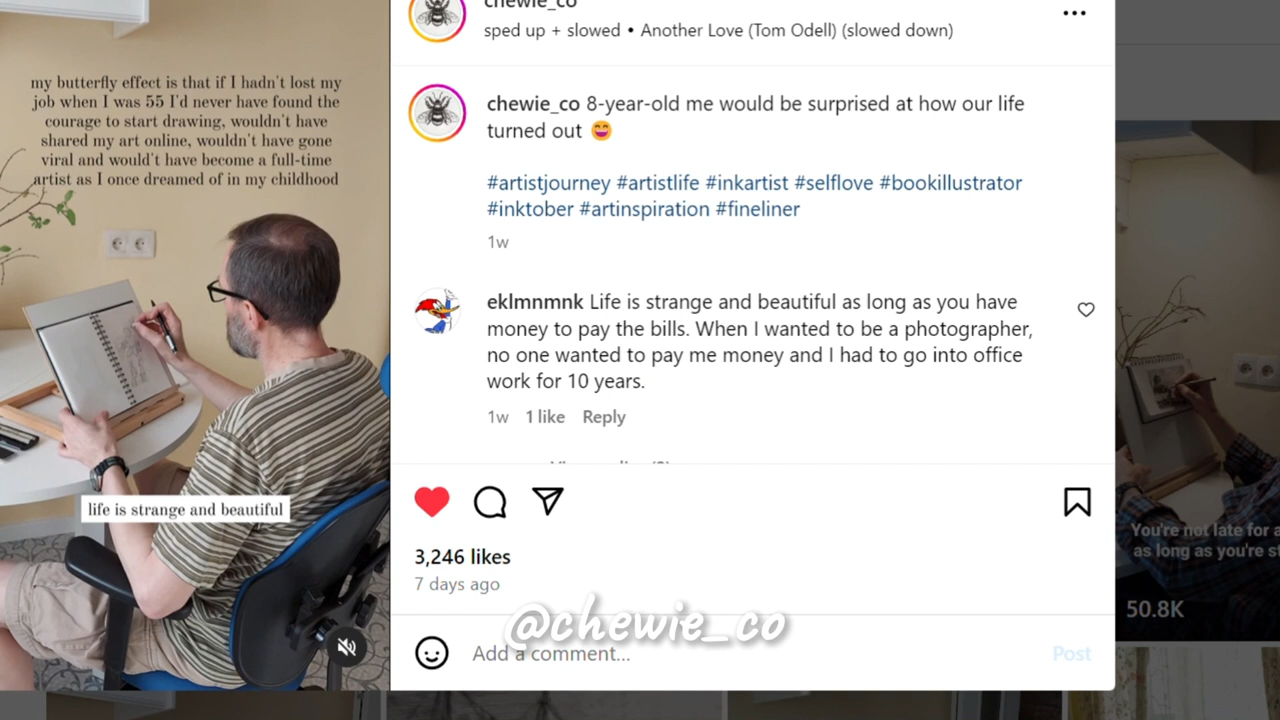 my butterfly effect is that if I hadn't lost my
job when I was 55 I'd never have found the
courage to start drawing, wouldn't have
shared my art online, wouldn't have gone
viral and would't have become a full-time
artist as I once dreamed of in my childhood
life is strange and beautiful
chewie_co
sped up + slowed • Another Love (Tom Odell) (slowed down)
chewie_co 8-year-old me would be surprised at how our life
turned out 😄
#artistjourney #artistlife #inkartist #selflove #bookillustrator
#inktober #artinspiration #fineliner
1w
eklmnmnk Life is strange and beautiful as long as you have
money to pay the bills. When I wanted to be a photographer,
no one wanted to pay me money and I had to go into office
work for 10 years.
1w 1 like Reply
3,246 likes
7 days ago
@chewie_co
Add a comment...
Post
You're not late for
as long as you're
50.8K